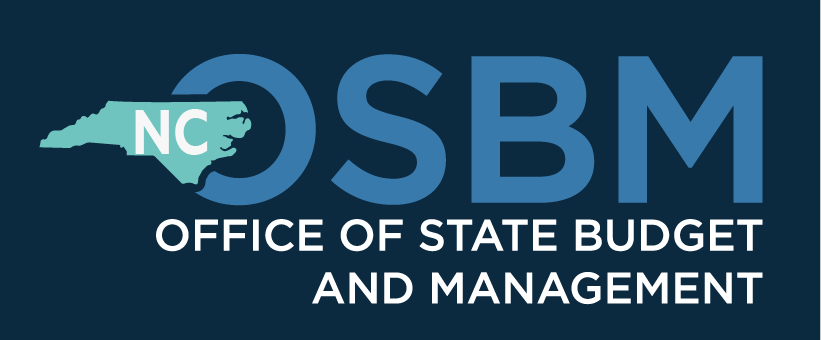 NC OSBM
OFFICE OF STATE BUDGET
AND MANAGEMENT